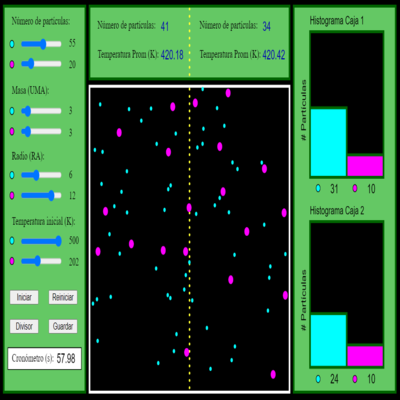 Número de partículas:
55
20
Masa (UMA):
3
3
Radio (RA):
6
12
Temperatura inicial (K):
500
202
Iniciar Reiniciar
Divisor Guardar
Cronómetro (s): 57.98
Número de partículas: 41
Temperatura Prom (K): 420.18
Número de partículas: 34
Temperatura Prom (K): 420.42
Histograma Caja 1
# Partículas
31 10
Histograma Caja 2
# Partículas
24 10